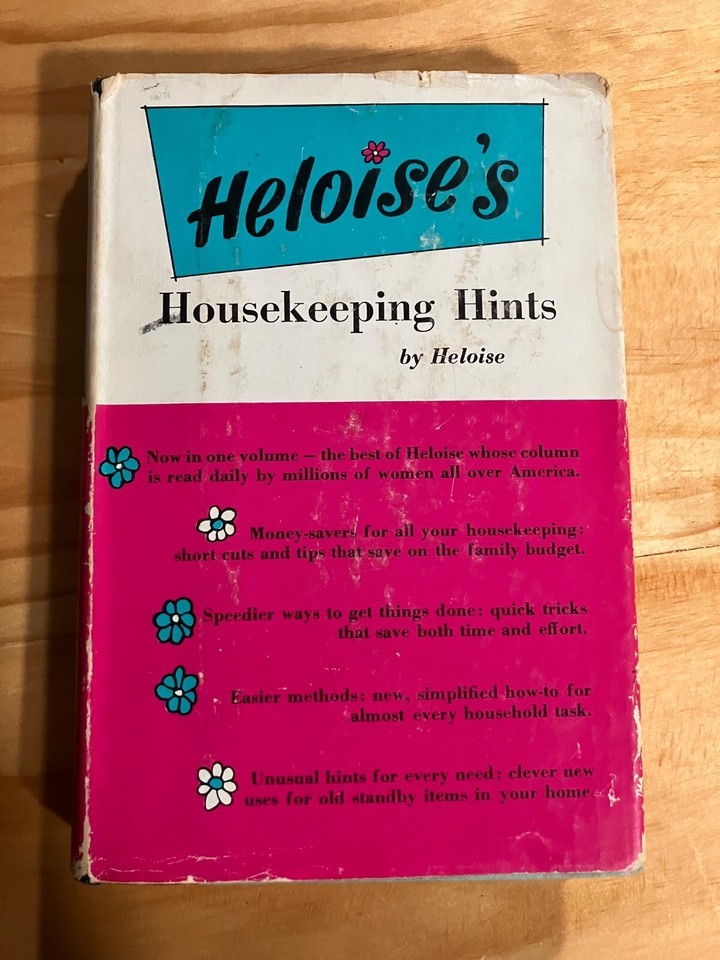 Heloise's
Housekeeping Hints
by Heloise
Now in one volume — the best of Heloise whose column
is read daily by millions of women all over America.
Money-savers for all your housekeeping:
short cuts and tips that save on the family budget.
Speedier ways to get things done: quick tricks
that save both time and effort.
Easier methods: new, simplified how-to for
almost every household task.
Unusual hints for every need: clever new
uses for old standby items in your home.